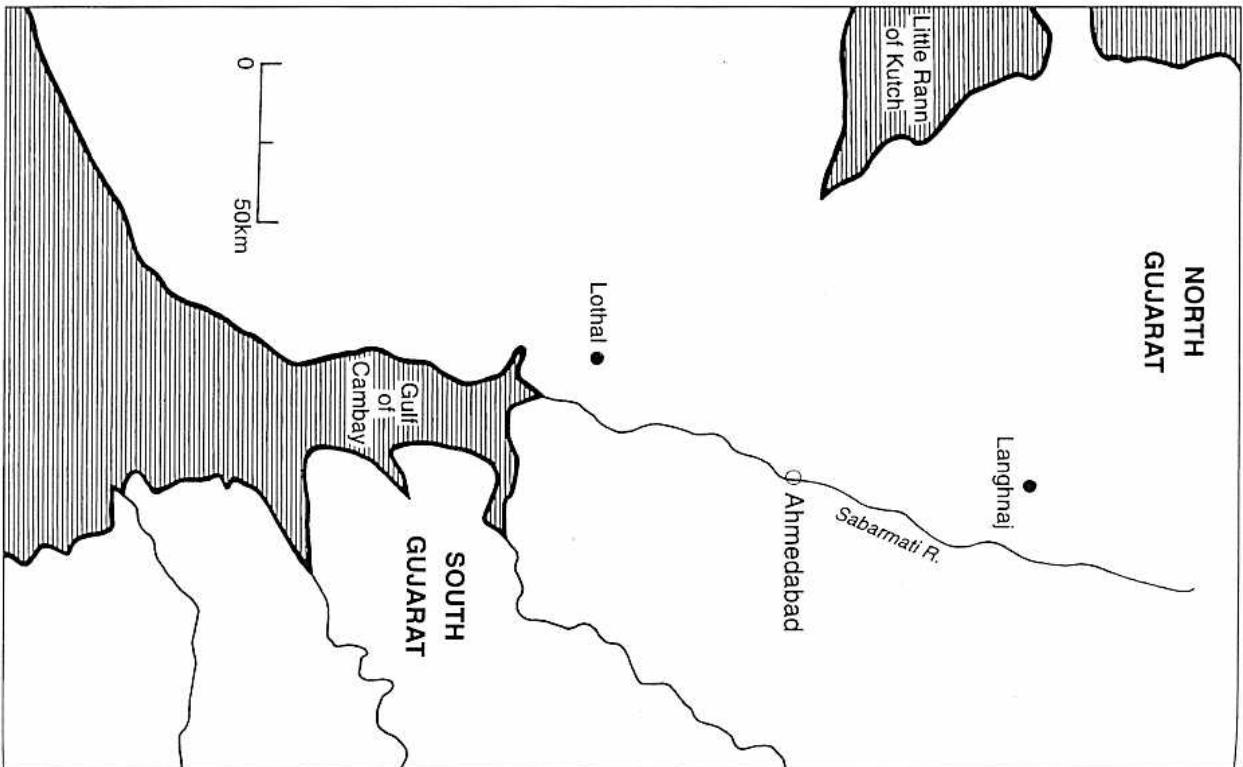 NORTH
GUJARAT
Little Rann
of Kutch
Langhnaj
Sabarmati R.
Ahmedabad
Lothal
SOUTH
GUJARAT
Gulf
of
Cambay
0
50km